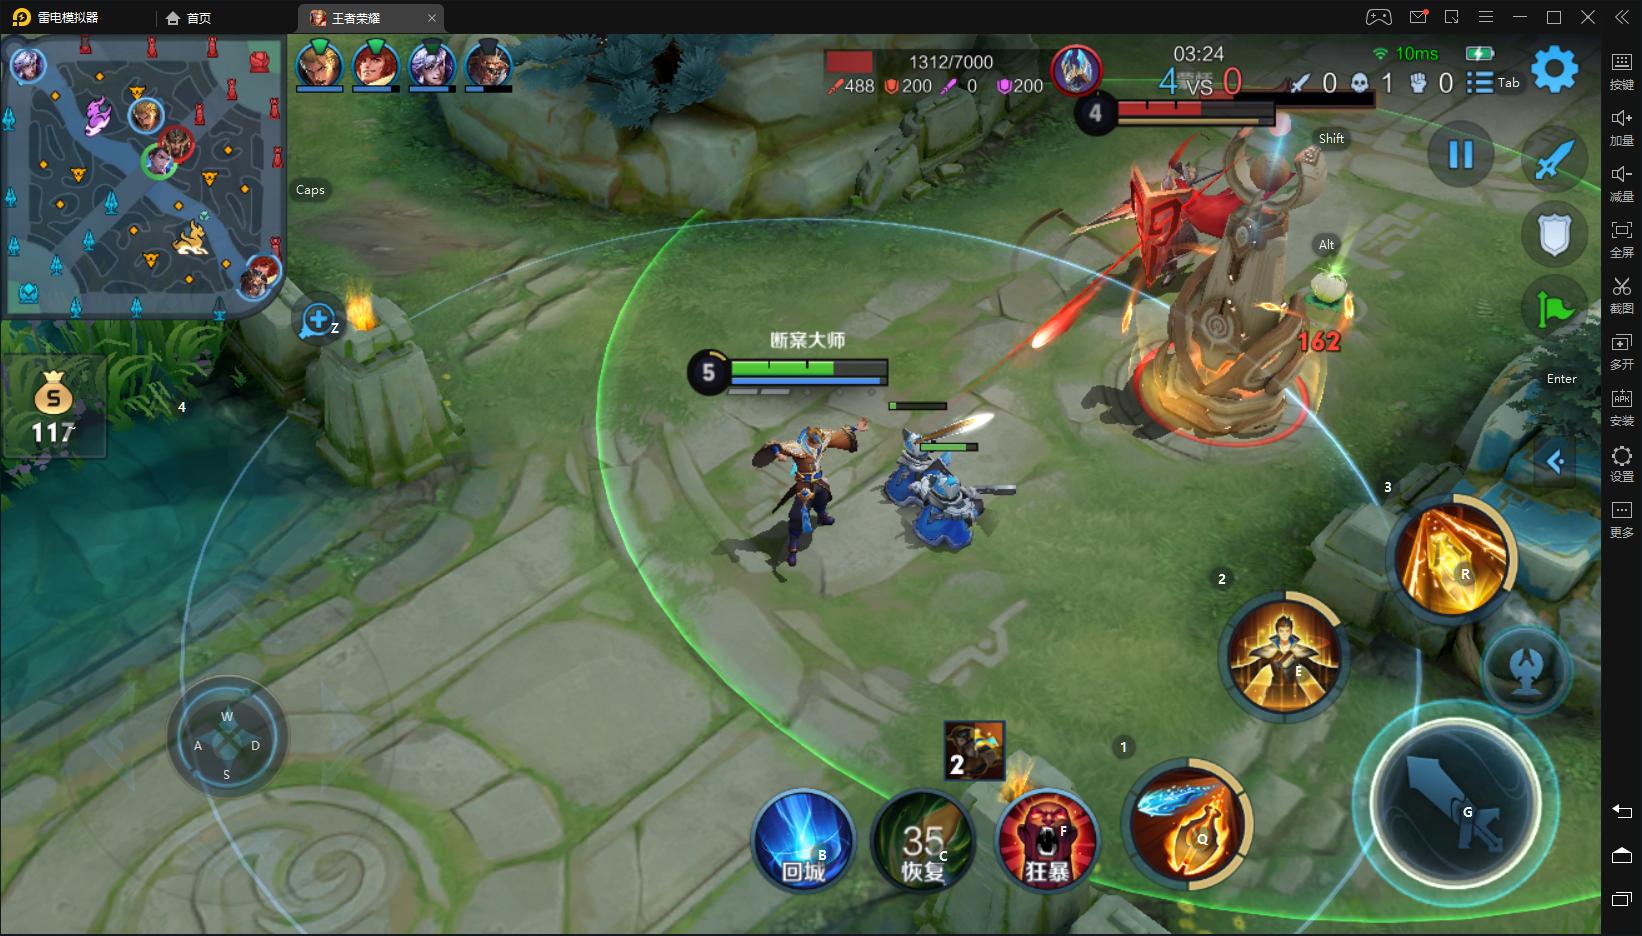 雷电模拟器
首页
王者荣耀
1312/7000
488 200 0 200
03:24
4 VS 0
10ms
0 1 0
Tab
4
Shift
Caps
Alt
Z
162
断案大师
5
117
4
Enter
3
R
2
E
W
A D
S
1
2
B
回城
35
C
恢复
F
狂暴
Q
G
按键
加量
减量
全屏
截图
多开
APK
安装
设置
更多